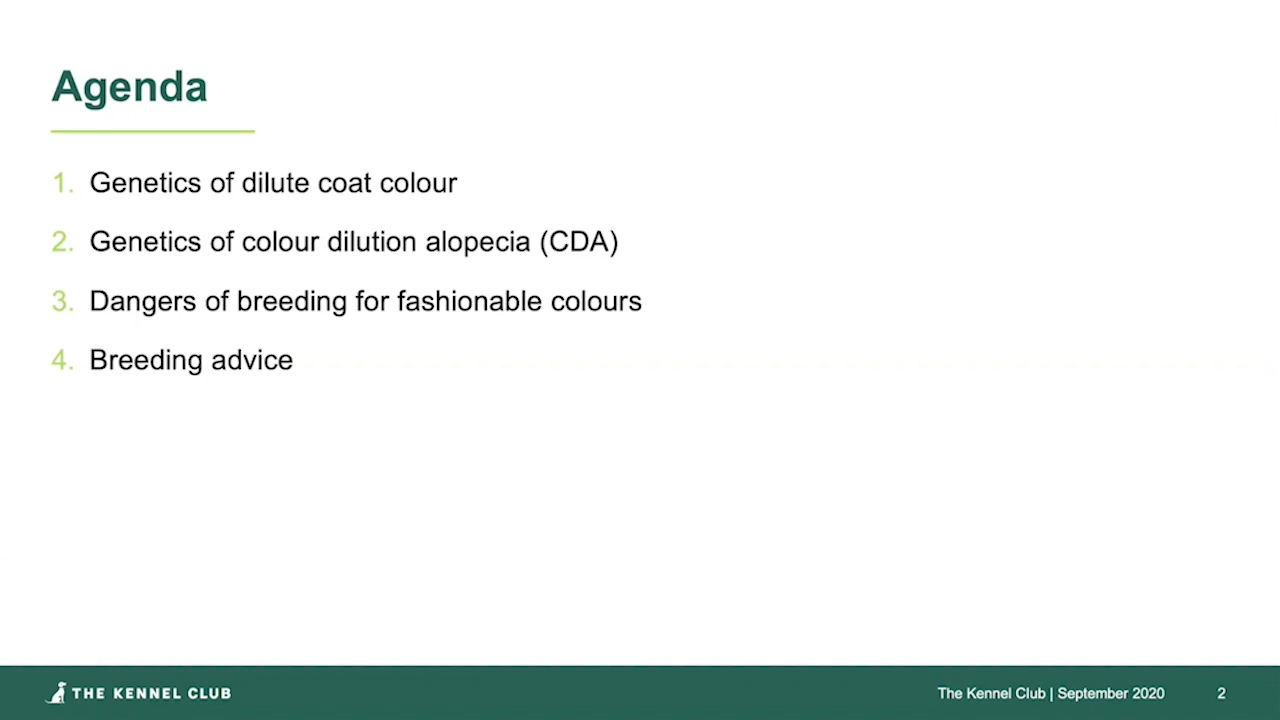 Agenda
1. Genetics of dilute coat colour
2. Genetics of colour dilution alopecia (CDA)
3. Dangers of breeding for fashionable colours
4. Breeding advice
THE KENNEL CLUB
The Kennel Club | September 2020 2